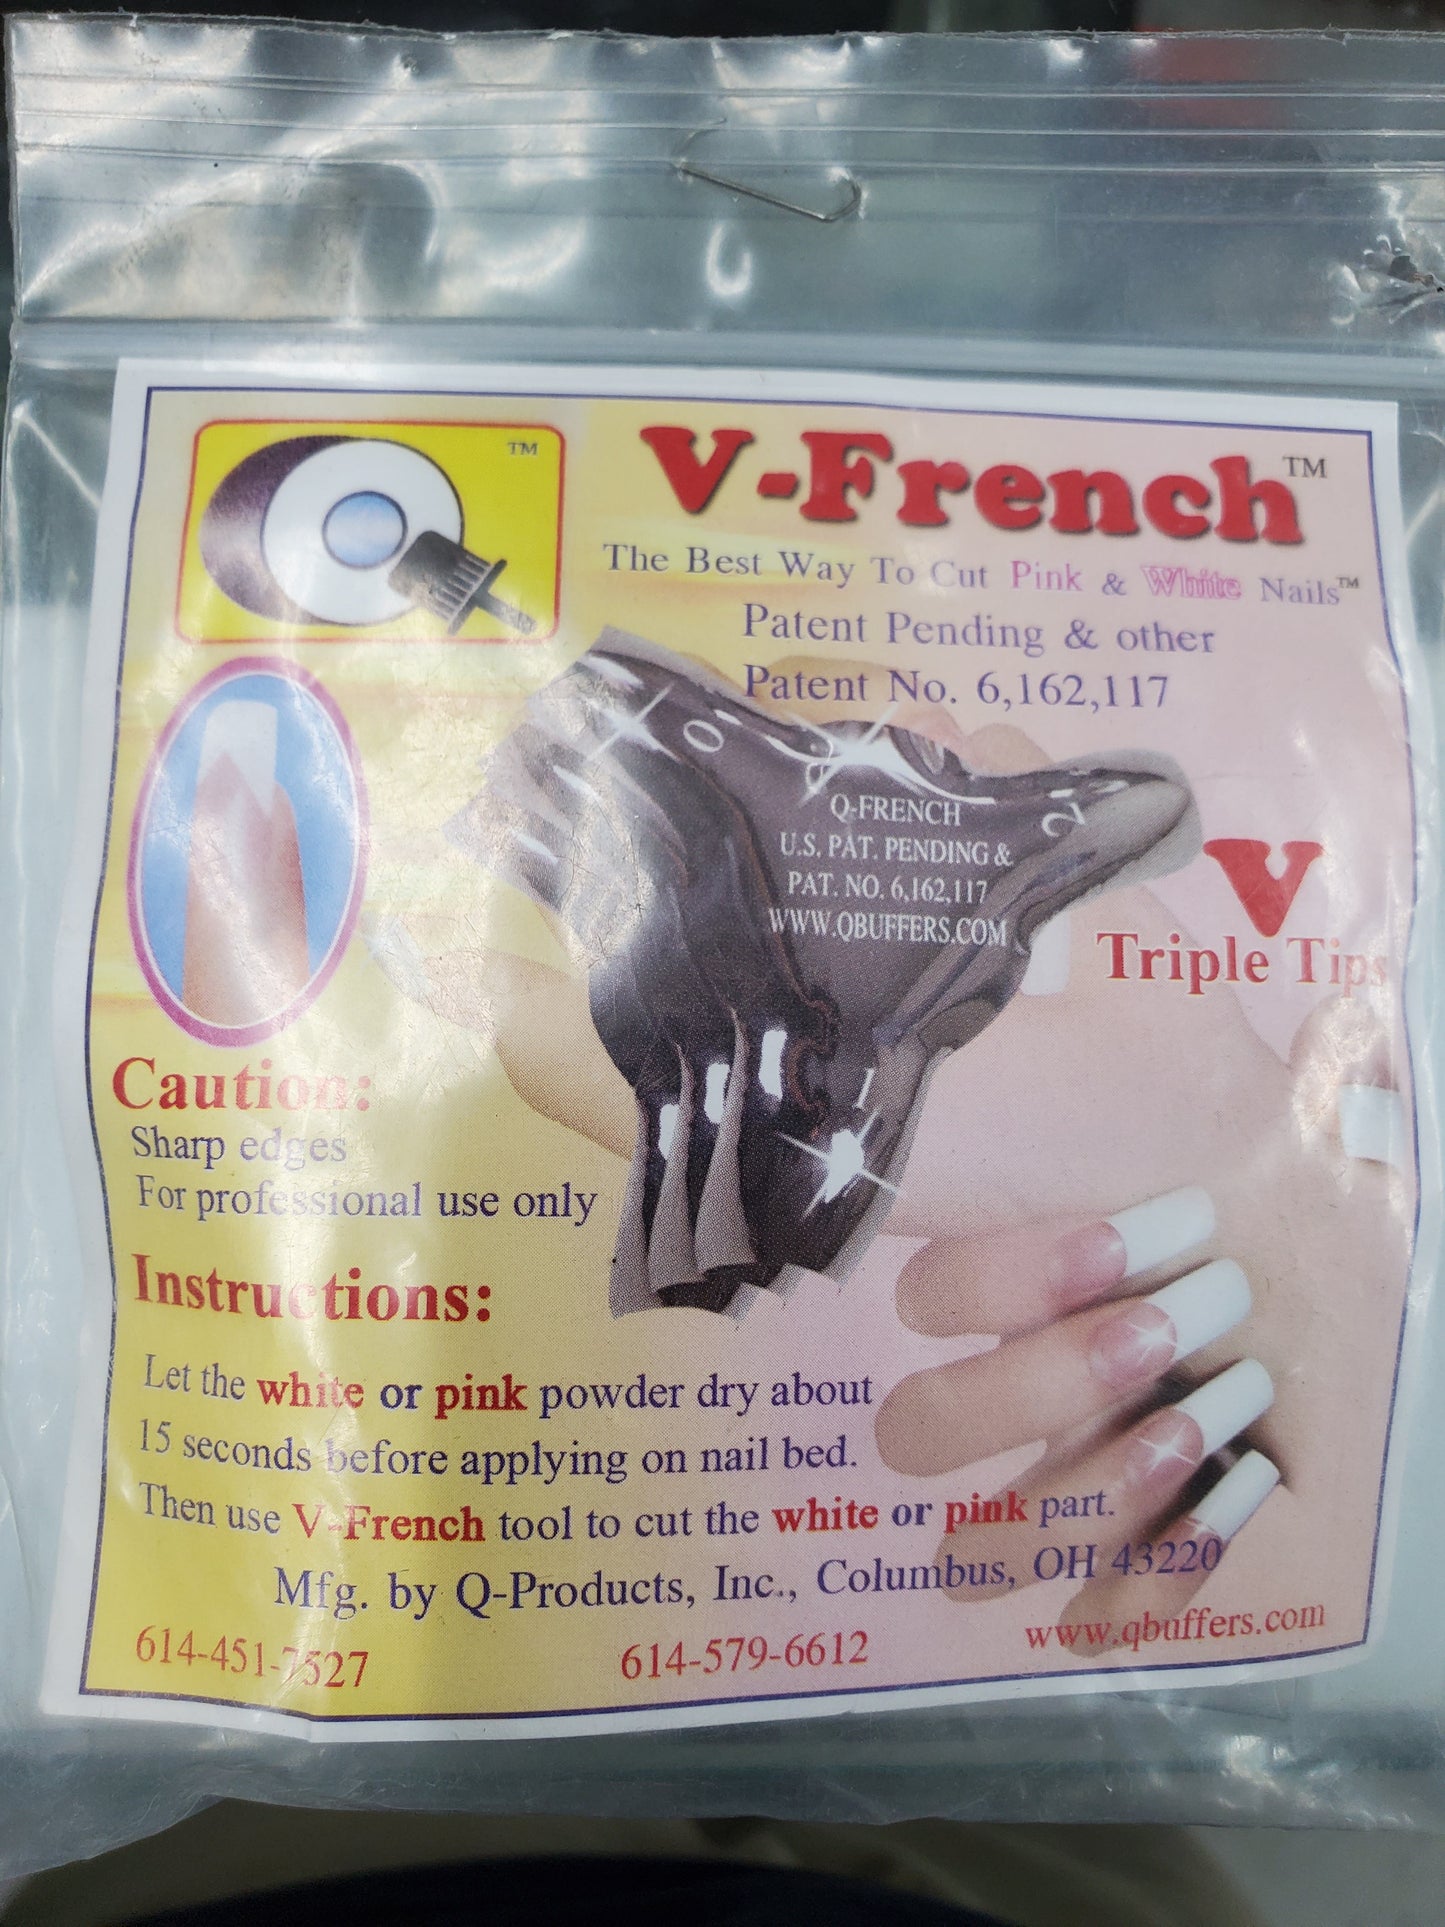 TM
V-French™
The Best Way To Cut Pink & White Nails™
Patent Pending & other
Patent No. 6,162,117
0
2
Q-FRENCH
U.S. PAT. PENDING &
PAT. NO. 6,162,117
WWW.QBUFFERS.COM
1
V
Triple Tips
Caution:
Sharp edges
For professional use only
Instructions:
Let the white or pink powder dry about
15 seconds before applying on nail bed.
Then use V-French tool to cut the white or pink part.
Mfg. by Q-Products, Inc., Columbus, OH 43220
614-451-7527
614-579-6612
www.qbuffers.com